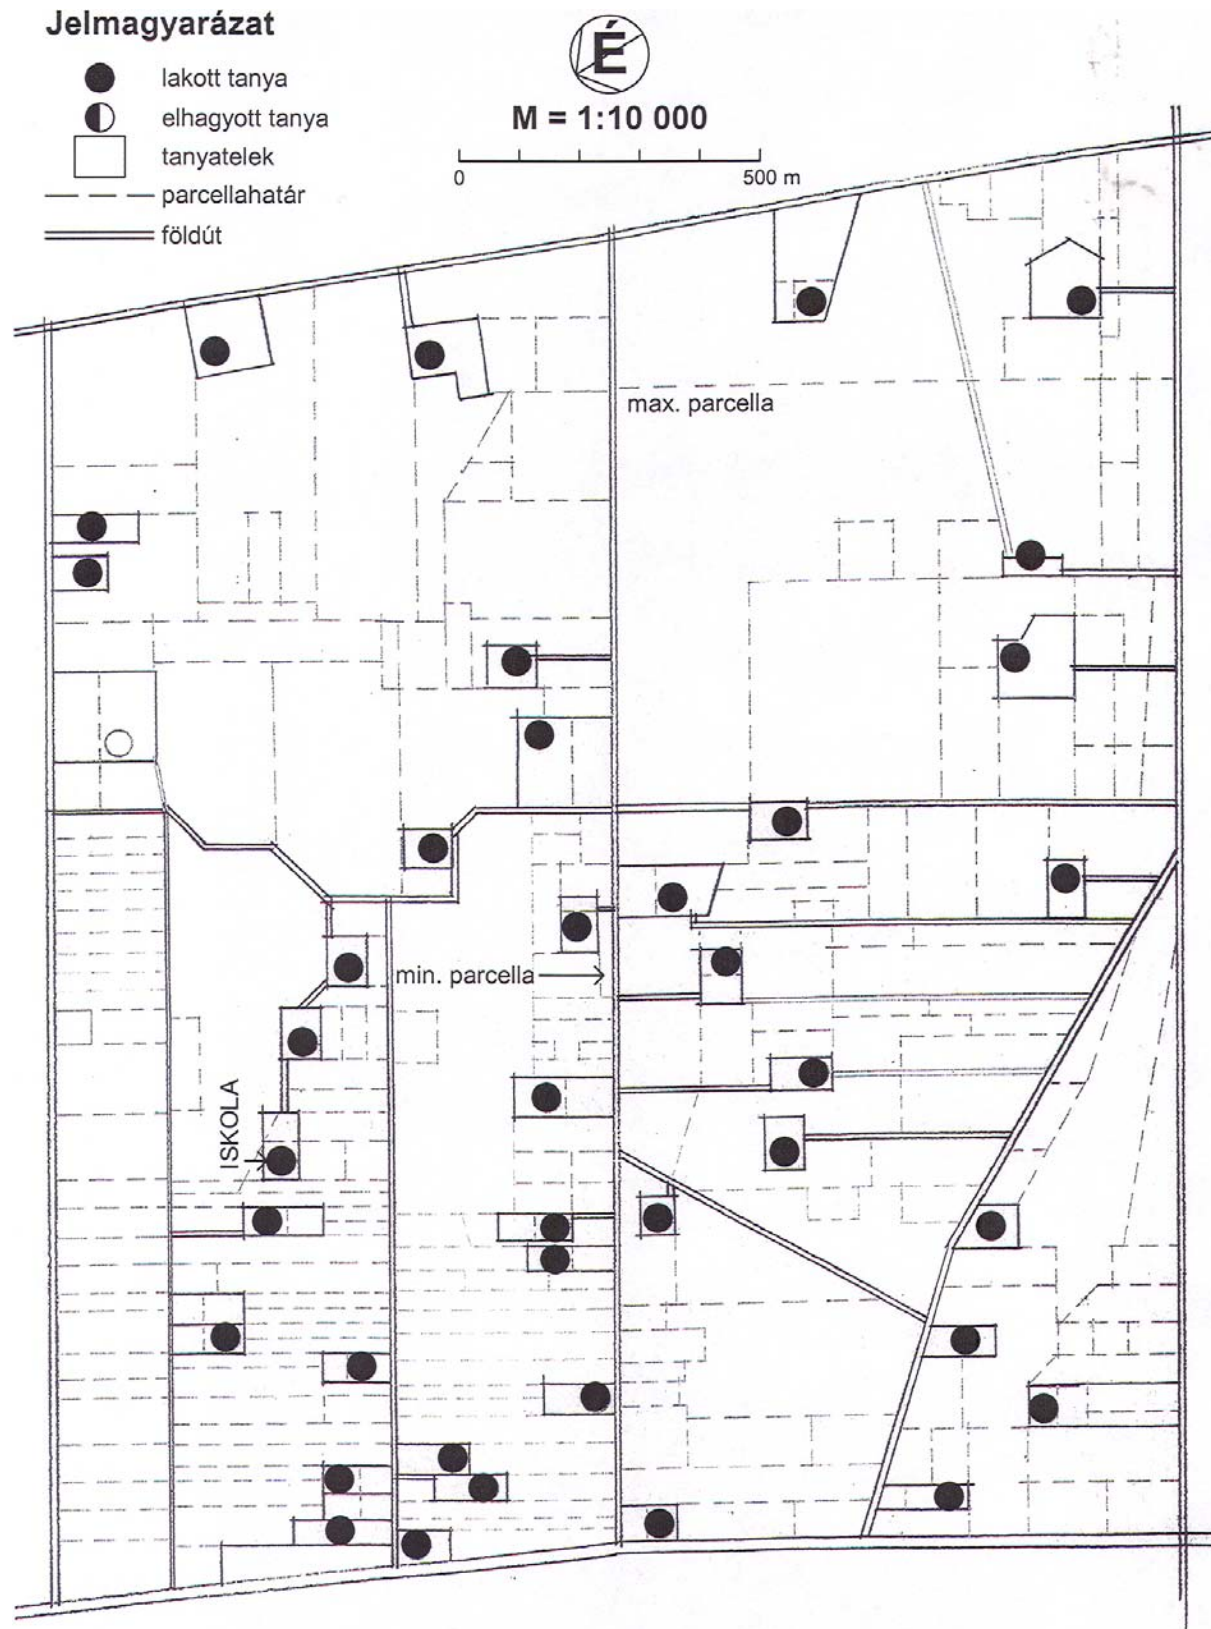 Jelmagyarázat
lakott tanya
elhagyott tanya
tanyatelek
parcellahatár
földút
É
M = 1:10 000
0 500 m
max. parcella
min. parcella
ISKOLA